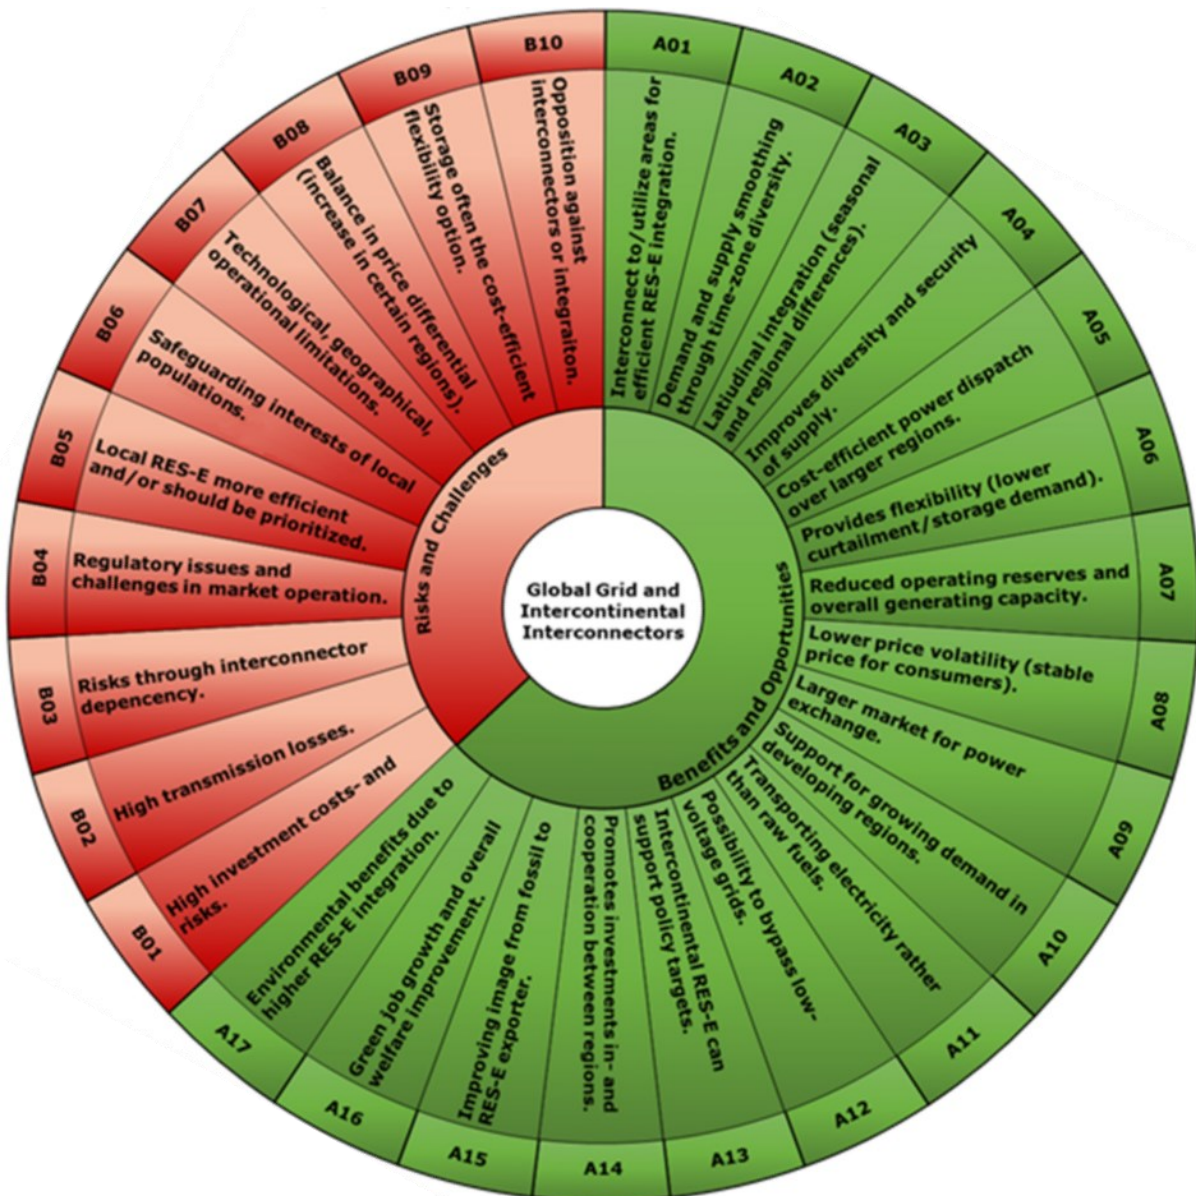 Global Grid and
Intercontinental
Interconnectors
Benefits and Opportunities
A01
Interconnect to/utilize areas for
efficient RES-E integration.
A02
Demand and supply smoothing
through time-zone diversity.
A03
Latiudinal integration (seasonal
and regional differences).
A04
Improves diversity and security
of supply.
A05
Cost-efficient power dispatch
over larger regions.
A06
Provides flexibility (lower
curtailment/storage demand).
A07
Reduced operating reserves and
overall generating capacity.
A08
Lower price volatility (stable
price for consumers).
A09
Larger market for power
exchange.
A10
Support for growing demand in
developing regions.
A11
Transporting electricity rather
than raw fuels.
A12
Possibility to bypass low-
voltage grids.
A13
Intercontinental RES-E can
support policy targets.
A14
Promotes investments in- and
cooperation between regions.
A15
Improving image from fossil to
RES-E exporter.
A16
Green job growth and overall
welfare improvement.
A17
Environmental benefits due to
higher RES-E integration.
Risks and Challenges
B01
High investment costs- and
risks.
B02
High transmission losses.
B03
Risks through interconnector
depencency.
B04
Regulatory issues and
challenges in market operation.
B05
Local RES-E more efficient
and/or should be prioritized.
B06
Safeguarding interests of local
populations.
B07
Technological, geographical,
operational limitations.
B08
Balance in price differential
(increase in certain regions).
B09
Storage often the cost-efficient
flexibility option.
B10
Opposition against
interconnectors or integraiton.